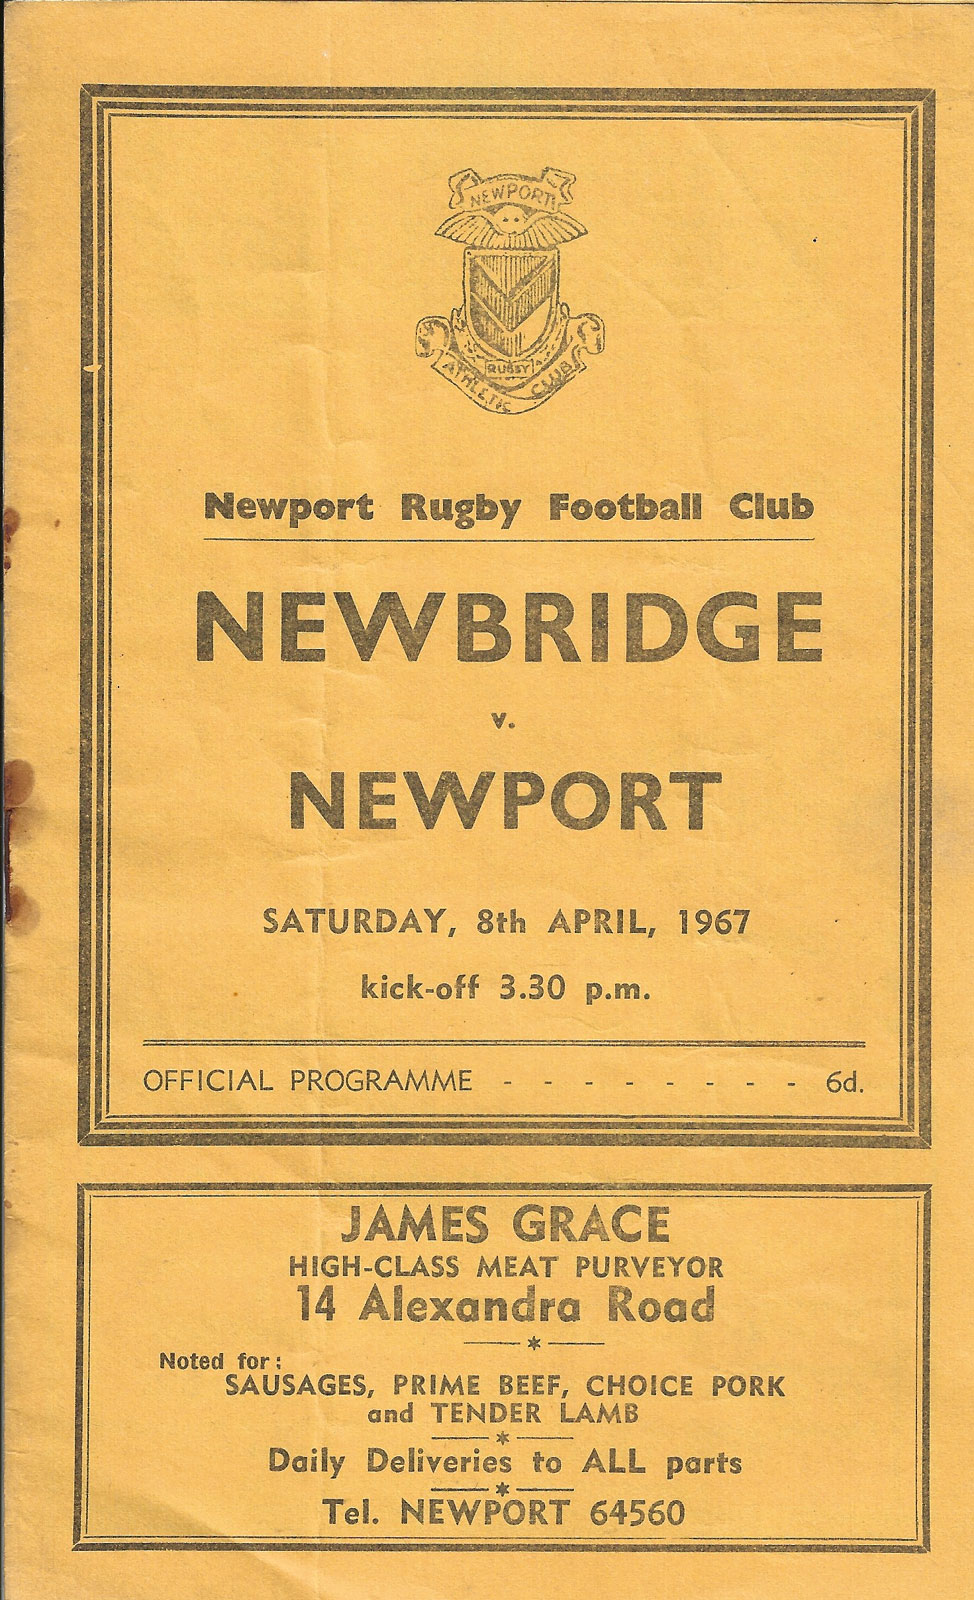 NEWPORT
RUGBY
ATHLETIC CLUB
Newport Rugby Football Club
NEWBRIDGE
v.
NEWPORT
SATURDAY, 8th APRIL, 1967
kick-off 3.30 p.m.
OFFICIAL PROGRAMME - - - - - - - - 6d.
JAMES GRACE
HIGH-CLASS MEAT PURVEYOR
14 Alexandra Road
Noted for:
SAUSAGES, PRIME BEEF, CHOICE PORK
and TENDER LAMB
Daily Deliveries to ALL parts
Tel. NEWPORT 64560